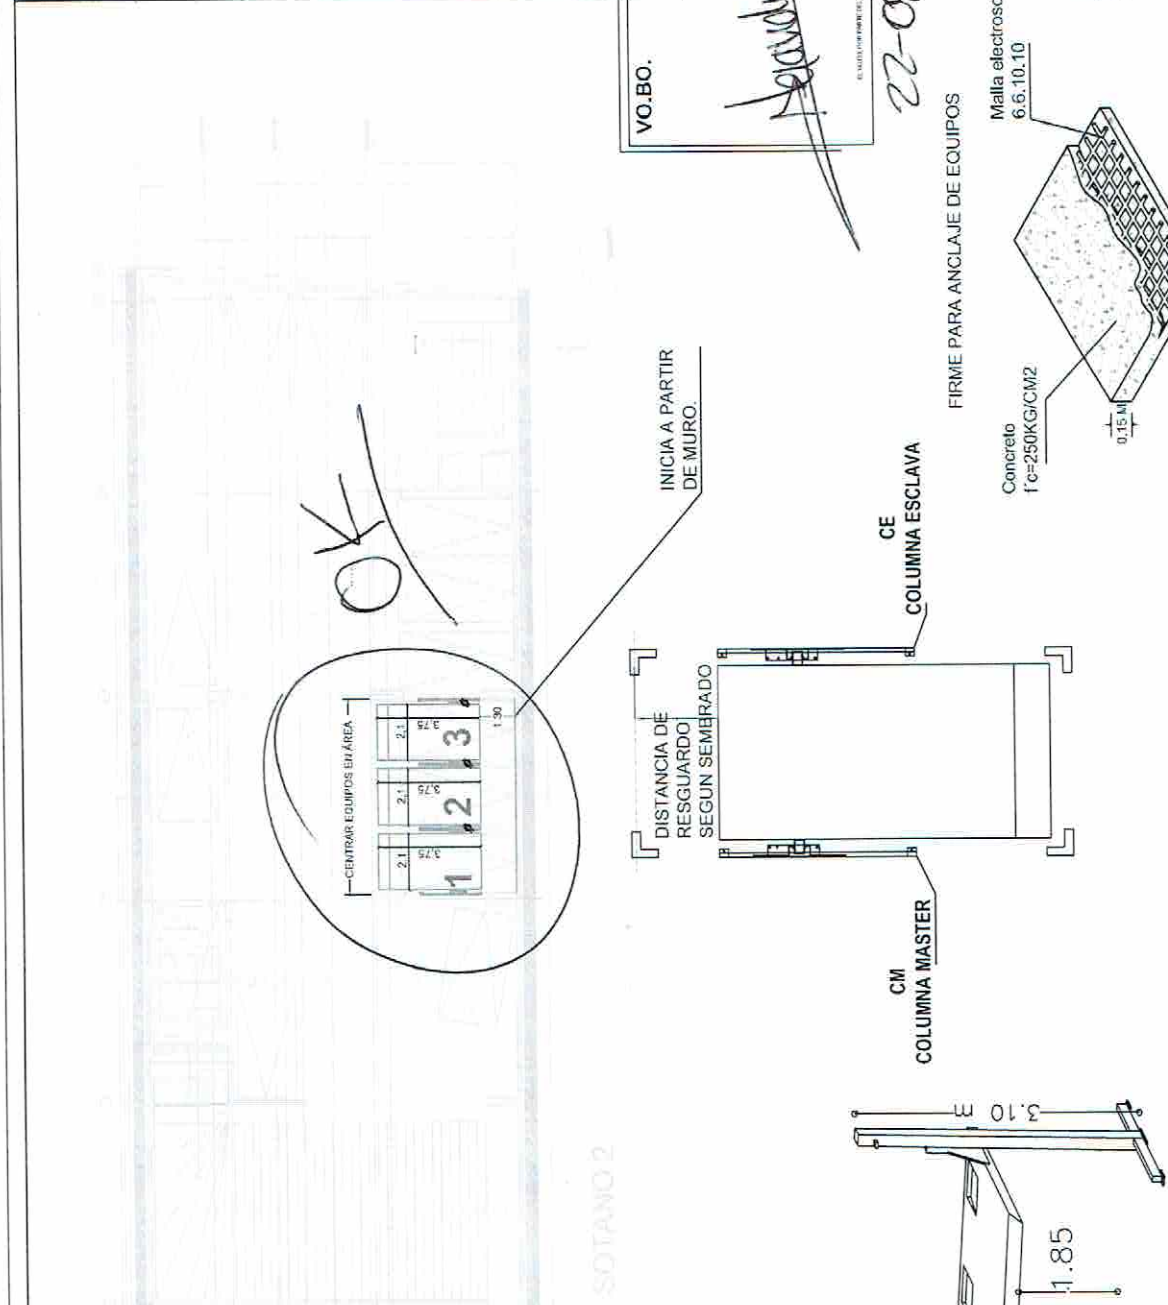 VO.BO.
22-0
FIRME PARA ANCLAJE DE EQUIPOS
Malla electroso
6.6.10.10
Concreto
f'c=250KG/CM2
0,15 M
INICIA A PARTIR
DE MURO.
CENTRAR EQUIPOS EN ÁREA
2,1
3,75
1
2,1
3,75
2
2,1
3,75
3
1.30
OK
SOTANO 2
DISTANCIA DE
RESGUARDO
SEGUN SEMBRADO
CE
COLUMNA ESCLAVA
CM
COLUMNA MASTER
3.10 m
1.85